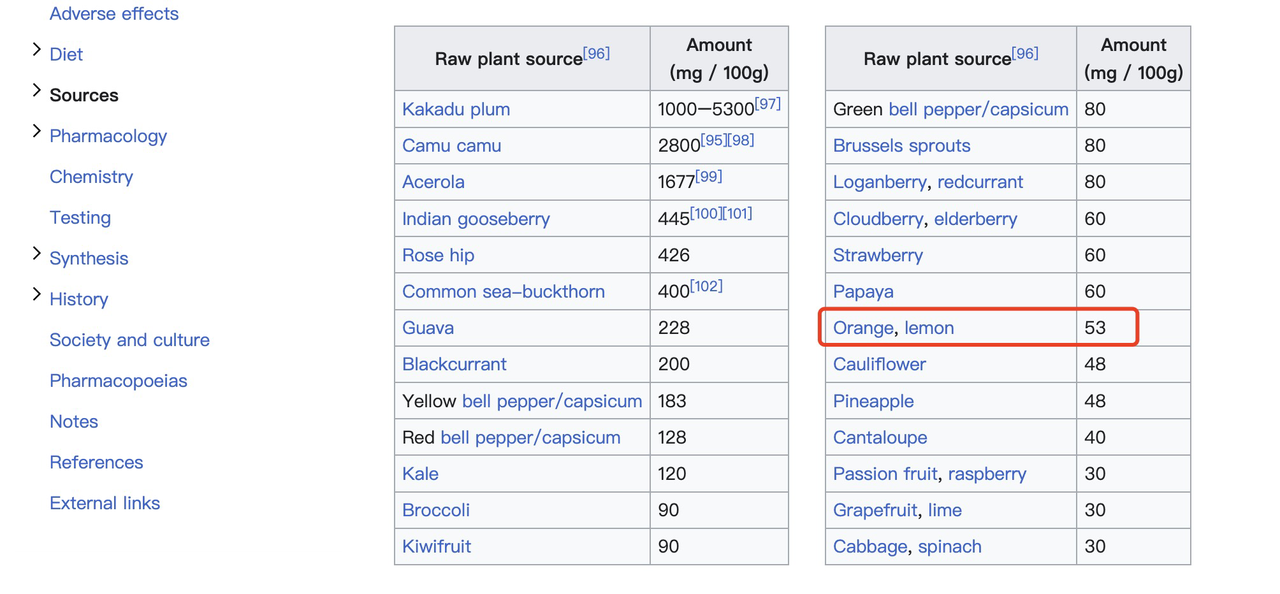 Adverse effects
Diet
Sources
Pharmacology
Chemistry
Testing
Synthesis
History
Society and culture
Pharmacopoeias
Notes
References
External links
Raw plant source[96] Amount (mg / 100g)
Kakadu plum 1000–5300[97]
Camu camu 2800[95][98]
Acerola 1677[99]
Indian gooseberry 445[100][101]
Rose hip 426
Common sea-buckthorn 400[102]
Guava 228
Blackcurrant 200
Yellow bell pepper/capsicum 183
Red bell pepper/capsicum 128
Kale 120
Broccoli 90
Kiwifruit 90
Raw plant source[96] Amount (mg / 100g)
Green bell pepper/capsicum 80
Brussels sprouts 80
Loganberry, redcurrant 80
Cloudberry, elderberry 60
Strawberry 60
Papaya 60
Orange, lemon 53
Cauliflower 48
Pineapple 48
Cantaloupe 40
Passion fruit, raspberry 30
Grapefruit, lime 30
Cabbage, spinach 30